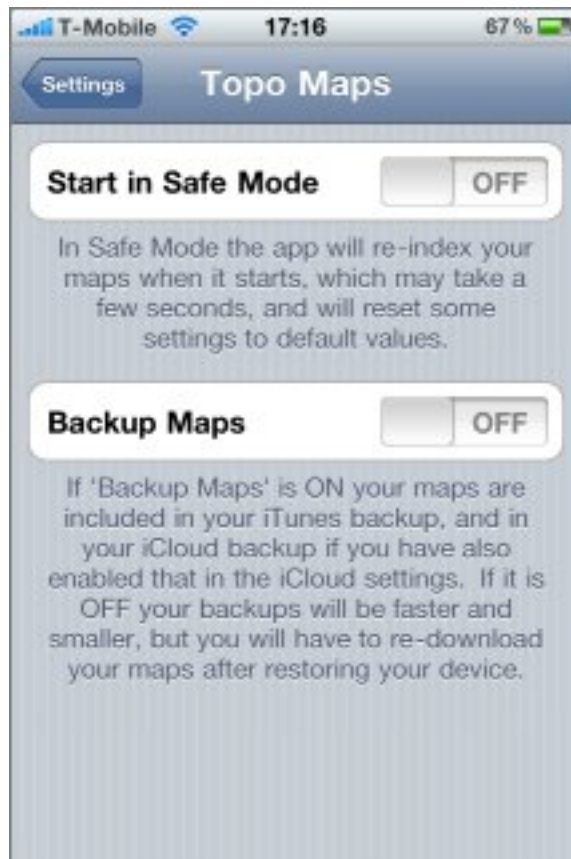 T-Mobile 17:16 67 %
Settings Topo Maps
Start in Safe Mode OFF
In Safe Mode the app will re-index your
maps when it starts, which may take a
few seconds, and will reset some
settings to default values.
Backup Maps OFF
If 'Backup Maps' is ON your maps are
included in your iTunes backup, and in
your iCloud backup if you have also
enabled that in the iCloud settings.  If it is
OFF your backups will be faster and
smaller, but you will have to re-download
your maps after restoring your device.